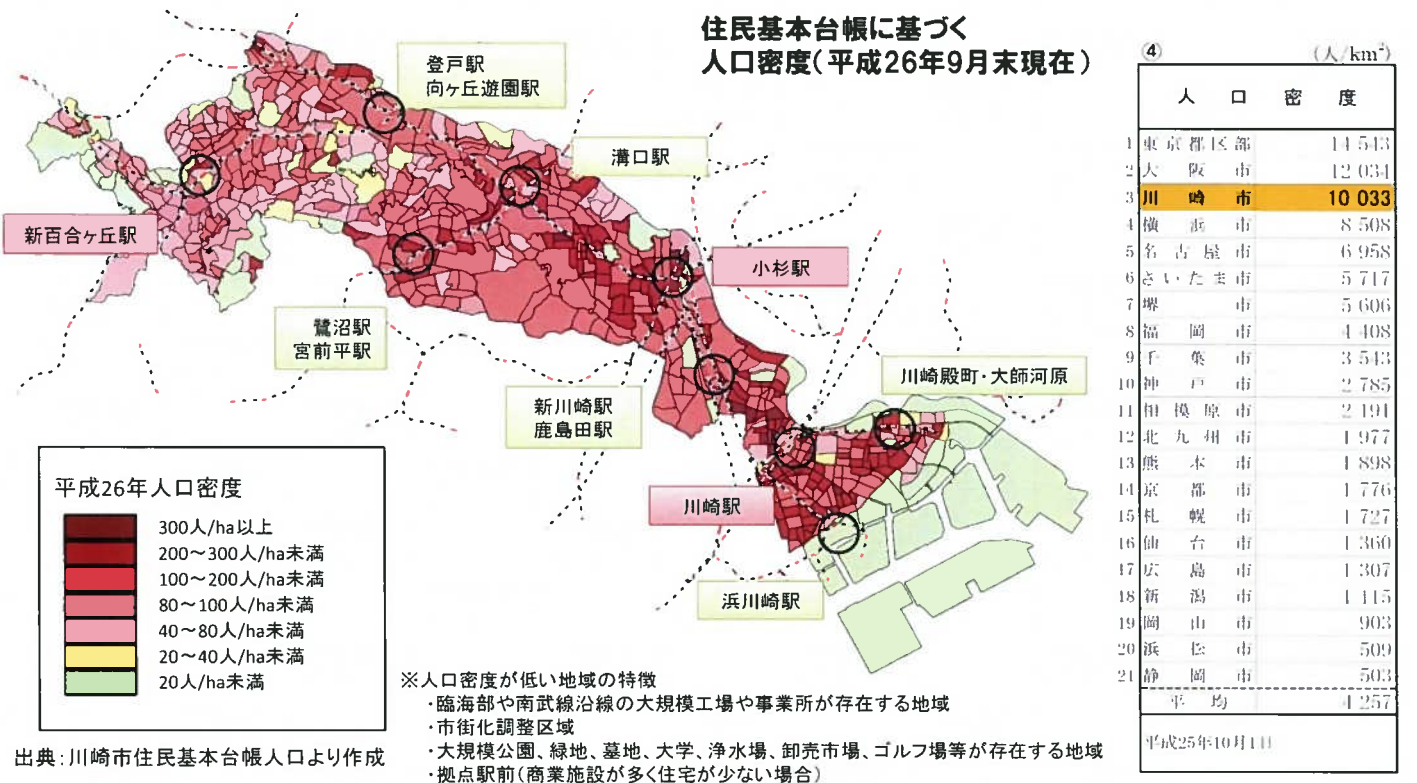 住民基本台帳に基づく
人口密度(平成26年9月末現在)
登戸駅
向ヶ丘遊園駅
溝口駅
新百合ヶ丘駅
小杉駅
鷺沼駅
宮前平駅
新川崎駅
鹿島田駅
川崎殿町・大師河原
川崎駅
浜川崎駅
平成26年人口密度
300人/ha以上
200～300人/ha未満
100～200人/ha未満
80～100人/ha未満
40～80人/ha未満
20～40人/ha未満
20人/ha未満
出典:川崎市住民基本台帳人口より作成
※人口密度が低い地域の特徴
・臨海部や南武線沿線の大規模工場や事業所が存在する地域
・市街化調整区域
・大規模公園、緑地、墓地、大学、浄水場、卸売市場、ゴルフ場等が存在する地域
・拠点駅前(商業施設が多く住宅が少ない場合)
④ (人/km²)
人口密度
1 東京都区部 14 543
2 大阪市 12 034
3 川崎市 10 033
4 横浜市 8 508
5 名古屋市 6 958
6 さいたま市 5 717
7 堺市 5 606
8 福岡市 4 408
9 千葉市 3 543
10 神戸市 2 785
11 相模原市 2 191
12 北九州市 1 977
13 熊本市 1 898
14 京都市 1 776
15 札幌市 1 727
16 仙台市 1 360
17 広島市 1 307
18 新潟市 1 115
19 岡山市 903
20 浜松市 509
21 静岡市 503
平均 4 257
平成25年10月1日